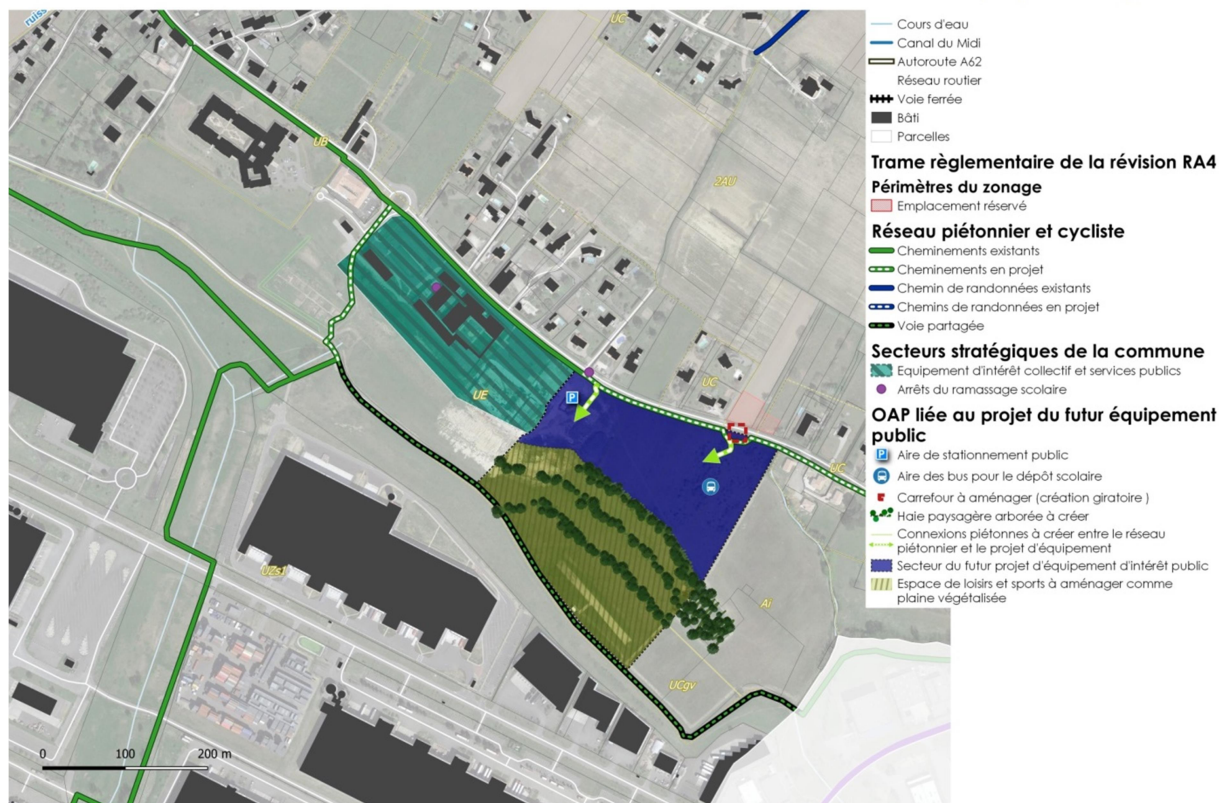 ruiss
UC
UB
2AU
UC
P
UE
UC
UZs1
Ai
UCgv
0 100 200 m
Cours d'eau
Canal du Midi
Autoroute A62
Réseau routier
Voie ferrée
Bâti
Parcelles
Trame règlementaire de la révision RA4
Périmètres du zonage
Emplacement réservé
Réseau piétonnier et cycliste
Cheminements existants
Cheminements en projet
Chemin de randonnées existants
Chemins de randonnées en projet
Voie partagée
Secteurs stratégiques de la commune
Equipement d'intérêt collectif et services publics
Arrêts du ramassage scolaire
OAP liée au projet du futur équipement
public
P Aire de stationnement public
Aire des bus pour le dépôt scolaire
Carrefour à aménager (création giratoire )
Haie paysagère arborée à créer
Connexions piétonnes à créer entre le réseau
piétonnier et le projet d'équipement
Secteur du futur projet d'équipement d'intérêt public
Espace de loisirs et sports à aménager comme
plaine végétalisée